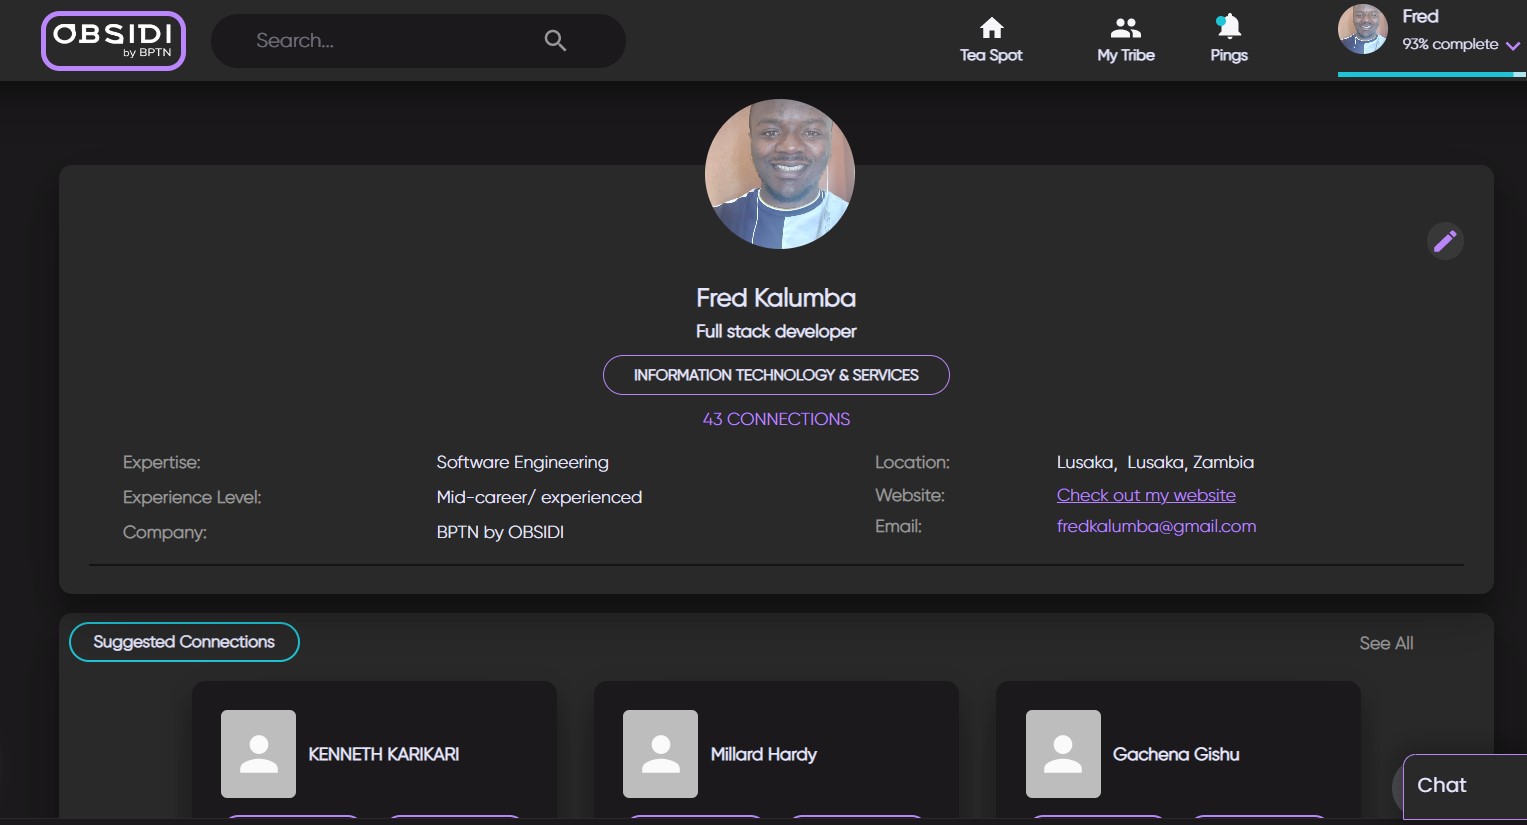 OBSIDI
by BPTN
Search...
Tea Spot
My Tribe
Pings
Fred
93% complete
Fred Kalumba
Full stack developer
INFORMATION TECHNOLOGY & SERVICES
43 CONNECTIONS
Expertise: Software Engineering
Experience Level: Mid-career/ experienced
Company: BPTN by OBSIDI
Location: Lusaka, Lusaka, Zambia
Website: Check out my website
Email: fredkalumba@gmail.com
Suggested Connections
See All
KENNETH KARIKARI
Millard Hardy
Gachena Gishu
Chat